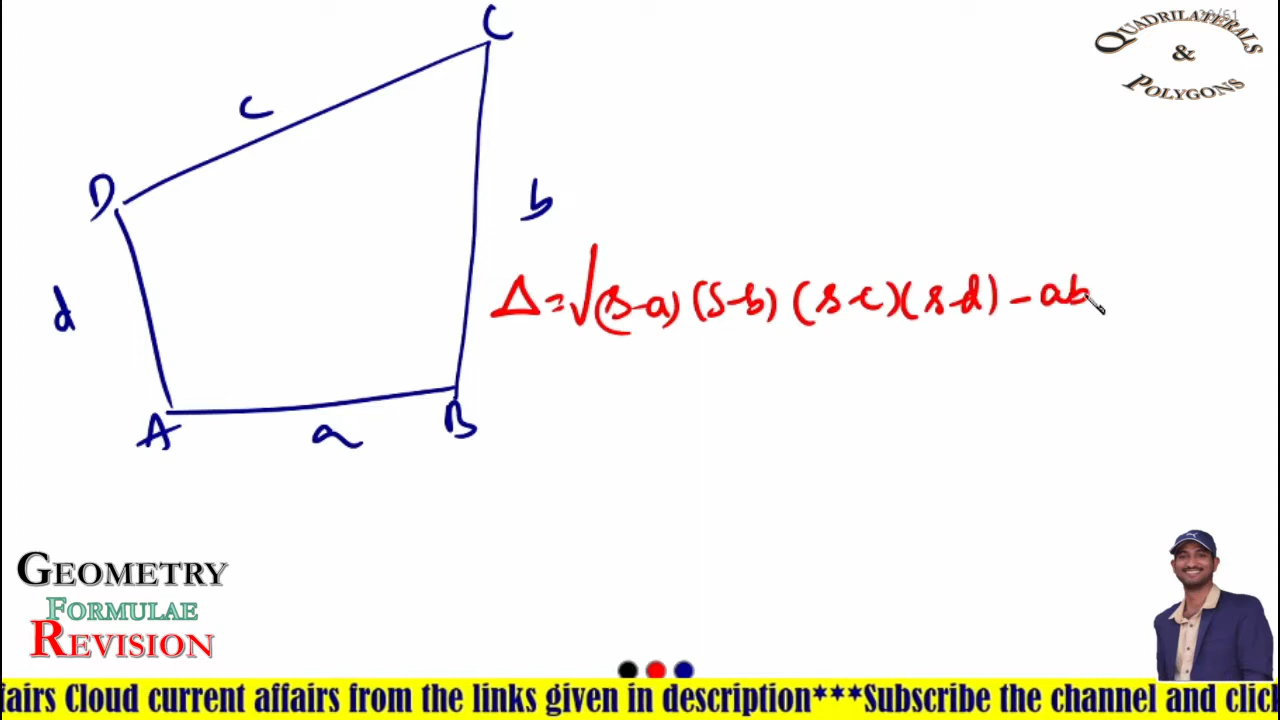 C
QUADRILATERALS
&
POLYGONS
c
D
b
d
Δ = √(s-a) (s-b) (s-c) (s-d) - ab
A
a
B
GEOMETRY
FORMULAE
REVISION
ffairs Cloud current affairs from the links given in description***Subscribe the channel and clic